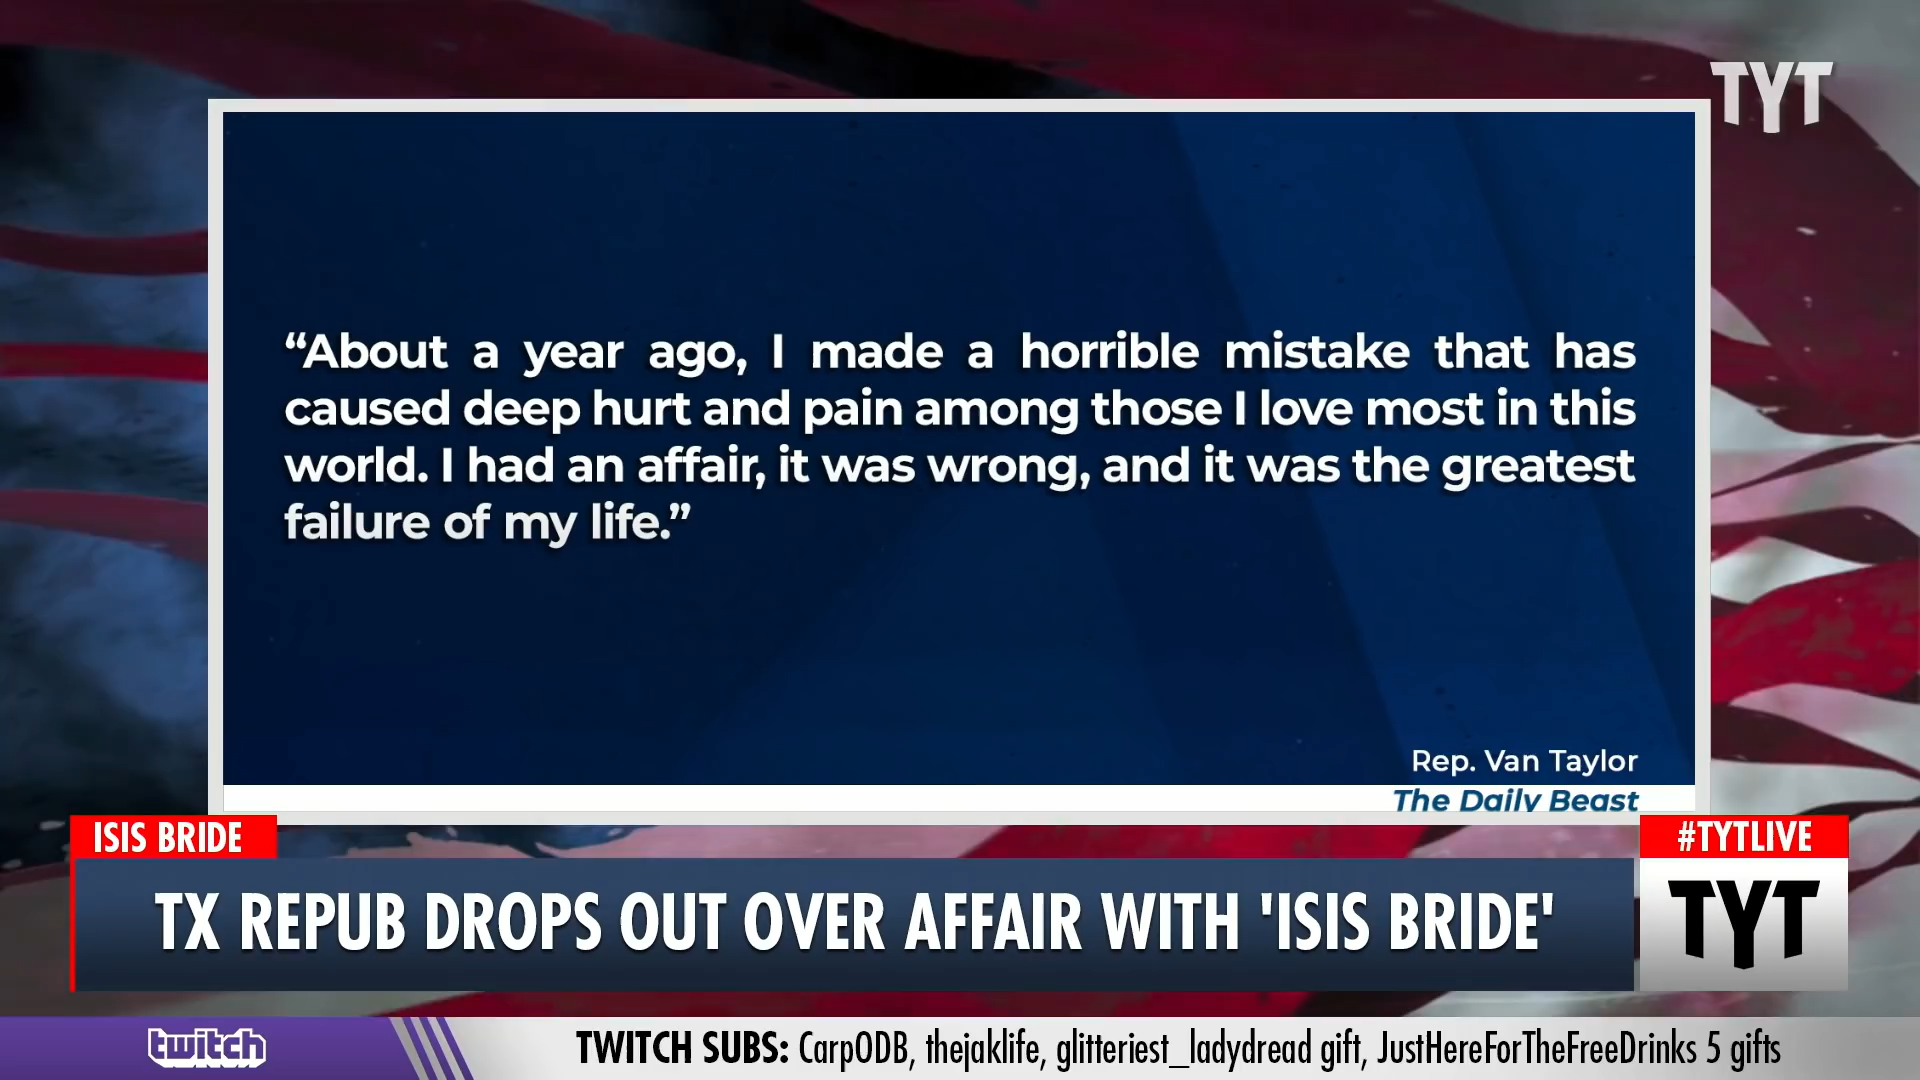 TYT
“About a year ago, I made a horrible mistake that has
caused deep hurt and pain among those I love most in this
world. I had an affair, it was wrong, and it was the greatest
failure of my life.”
Rep. Van Taylor
The Daily Beast
ISIS BRIDE
#TYTLIVE
TX REPUB DROPS OUT OVER AFFAIR WITH 'ISIS BRIDE'
TYT
twitch
TWITCH SUBS: CarpODB, thejaklife, glitteriest_ladydread gift, JustHereForTheFreeDrinks 5 gifts